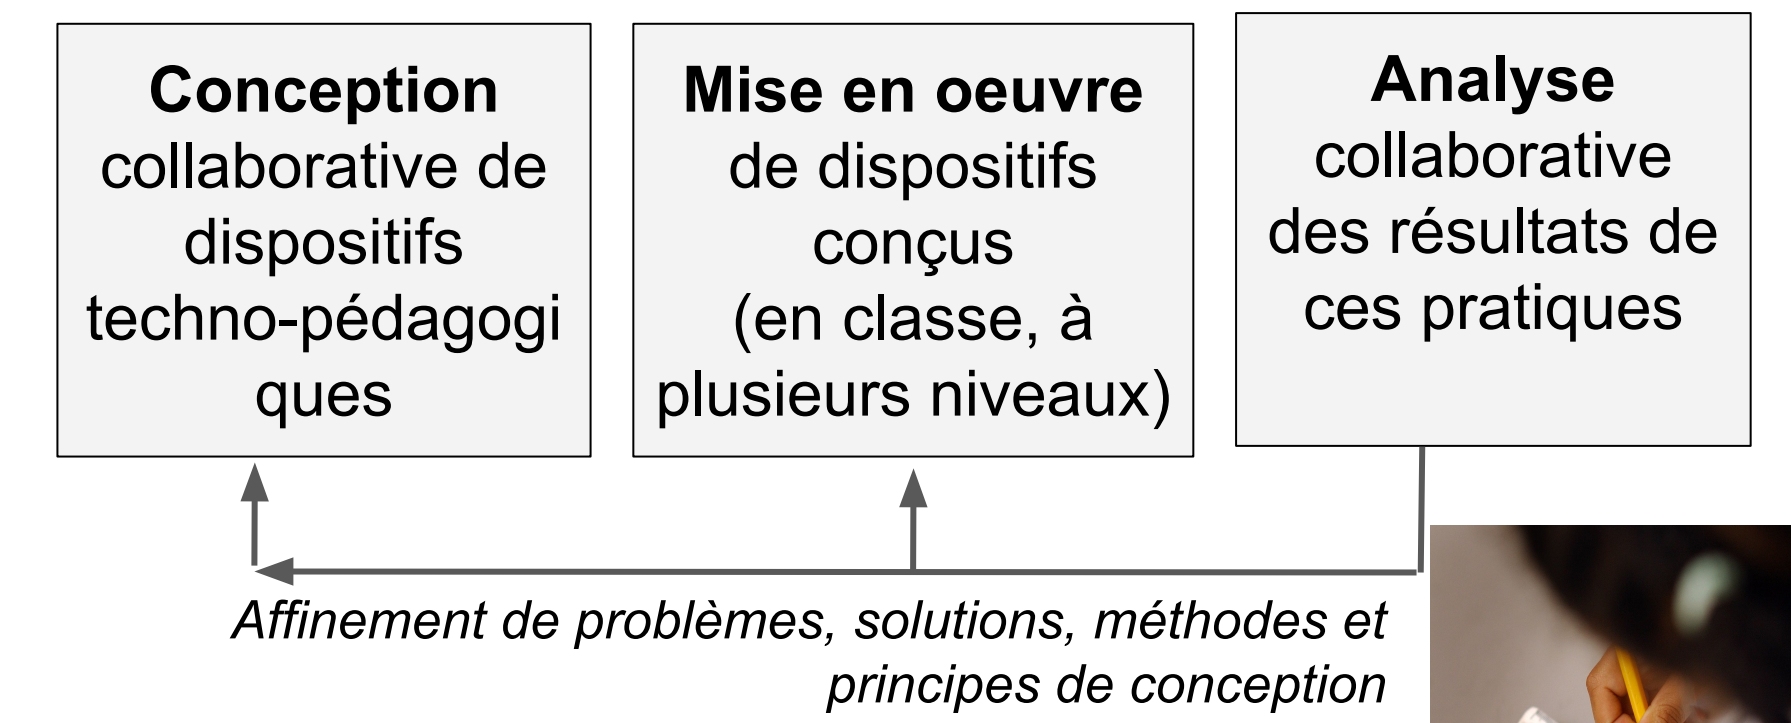 Conception
collaborative de
dispositifs
techno-pédagogi
ques
Mise en oeuvre
de dispositifs
conçus
(en classe, à
plusieurs niveaux)
Analyse
collaborative
des résultats de
ces pratiques
Affinement de problèmes, solutions, méthodes et
principes de conception